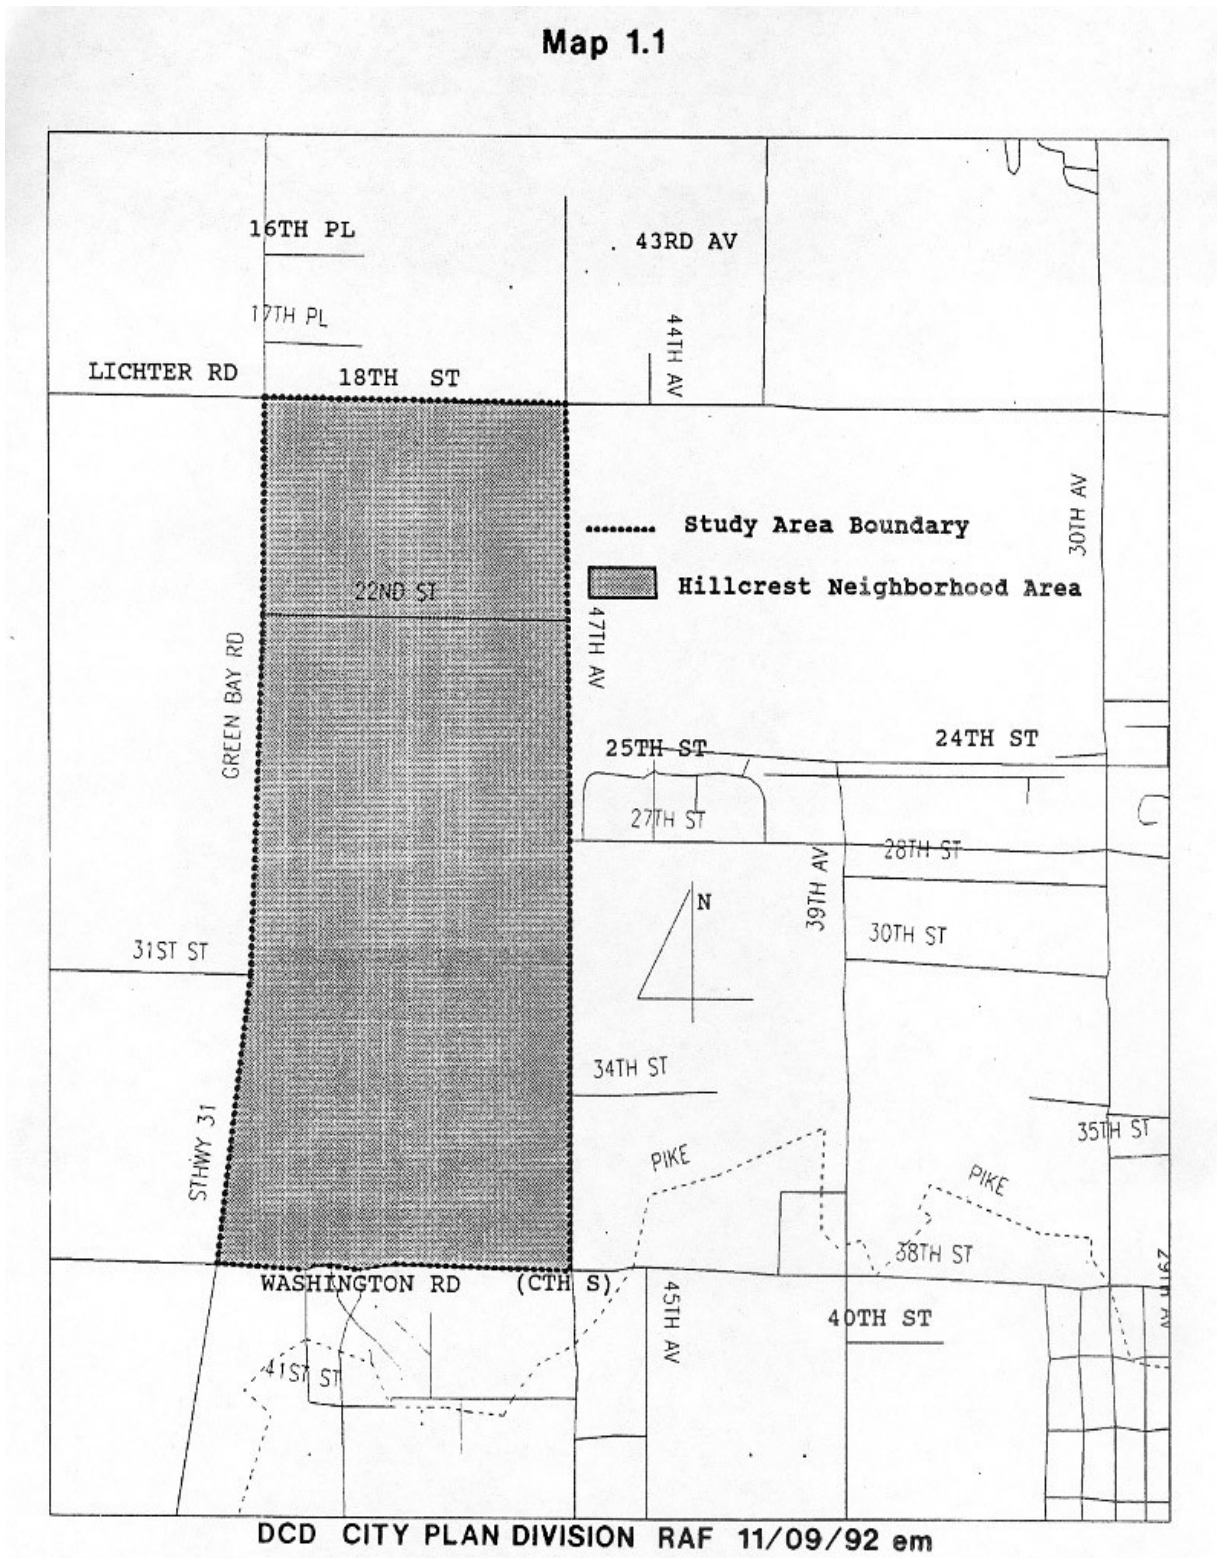 Map 1.1
16TH PL
43RD AV
17TH PL
44TH AV
LICHTER RD
18TH ST
30TH AV
Study Area Boundary
22ND ST
Hillcrest Neighborhood Area
47TH AV
GREEN BAY RD
25TH ST
24TH ST
27TH ST
28TH ST
39TH AV
N
30TH ST
31ST ST
34TH ST
STHWY 31
35TH ST
PIKE
PIKE
38TH ST
29TH AV
WASHINGTON RD (CTH S)
45TH AV
40TH ST
41ST ST
DCD CITY PLAN DIVISION RAF 11/09/92 em